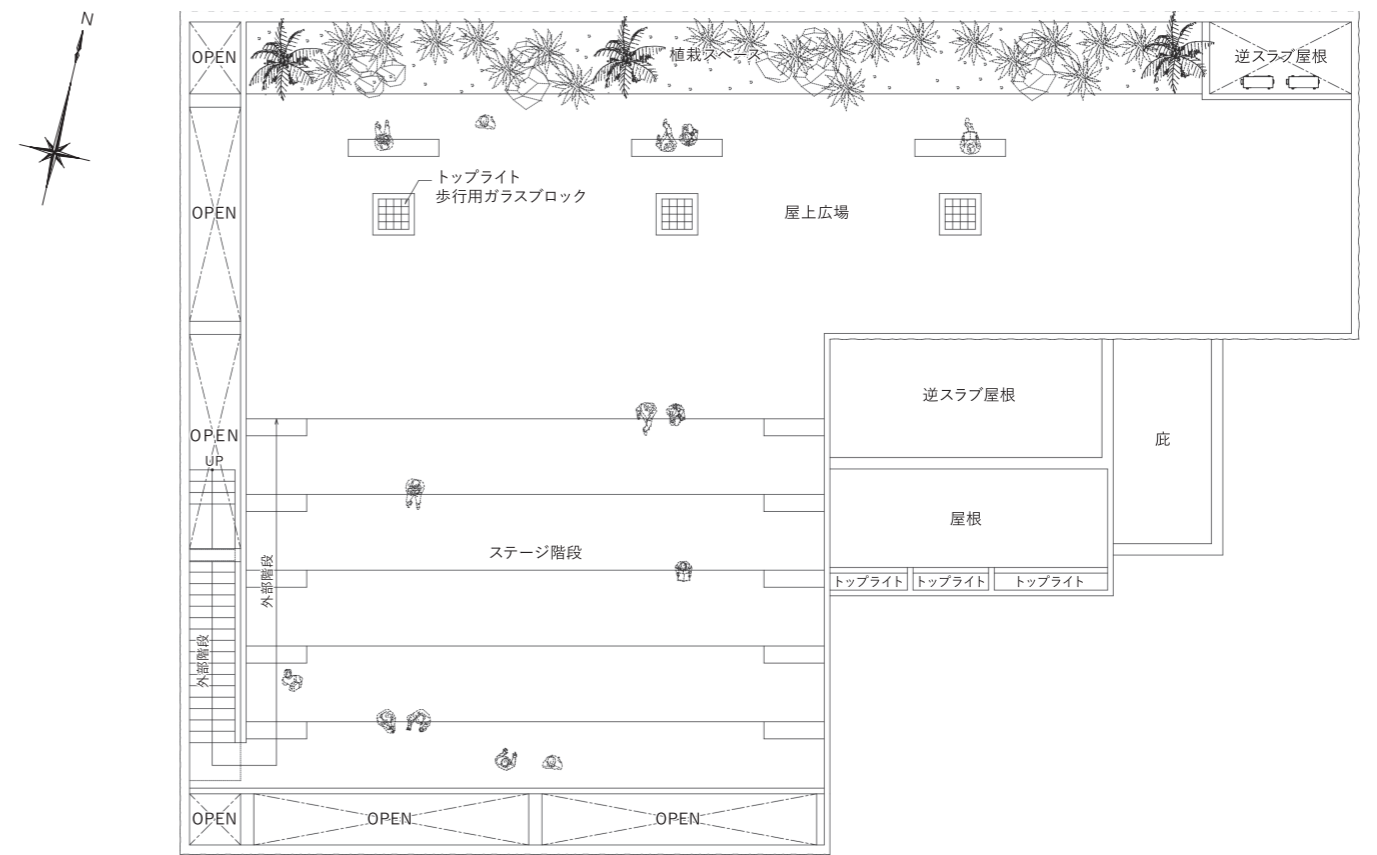 N
OPEN
植栽スペース
逆スラブ屋根
トップライト
歩行用ガラスブロック
OPEN
屋上広場
逆スラブ屋根
OPEN
庇
UP
屋根
ステージ階段
外部階段
トップライト
トップライト
トップライト
外部階段
OPEN
OPEN
OPEN